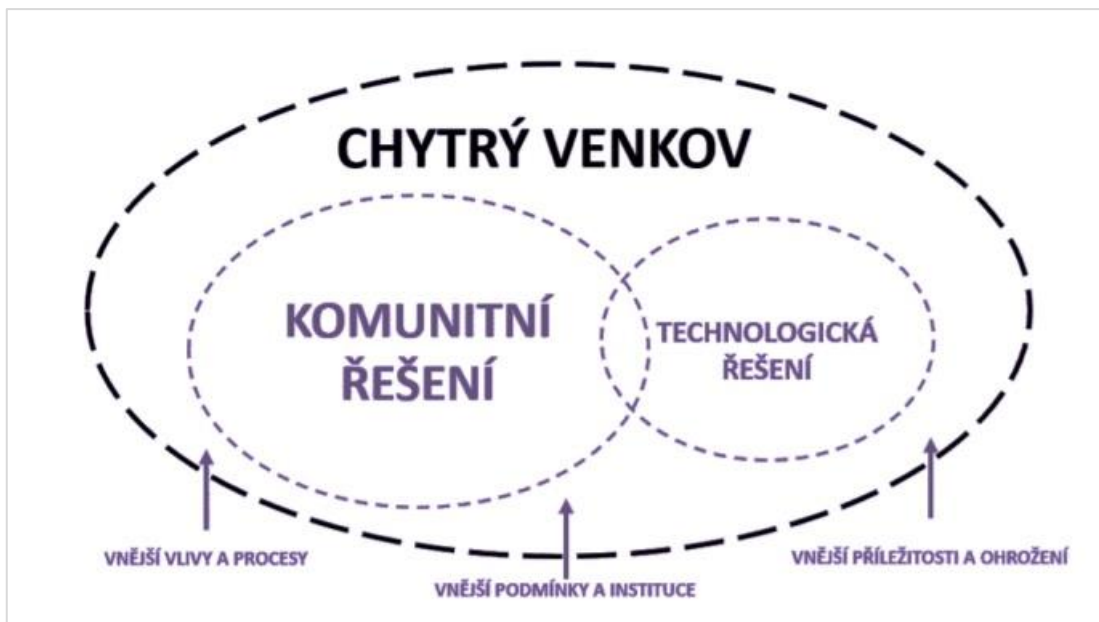 CHYTRÝ VENKOV
KOMUNITNÍ
ŘEŠENÍ
TECHNOLOGICKÁ
ŘEŠENÍ
VNĚJŠÍ VLIVY A PROCESY
VNĚJŠÍ PODMÍNKY A INSTITUCE
VNĚJŠÍ PŘÍLEŽITOSTI A OHROŽENÍ